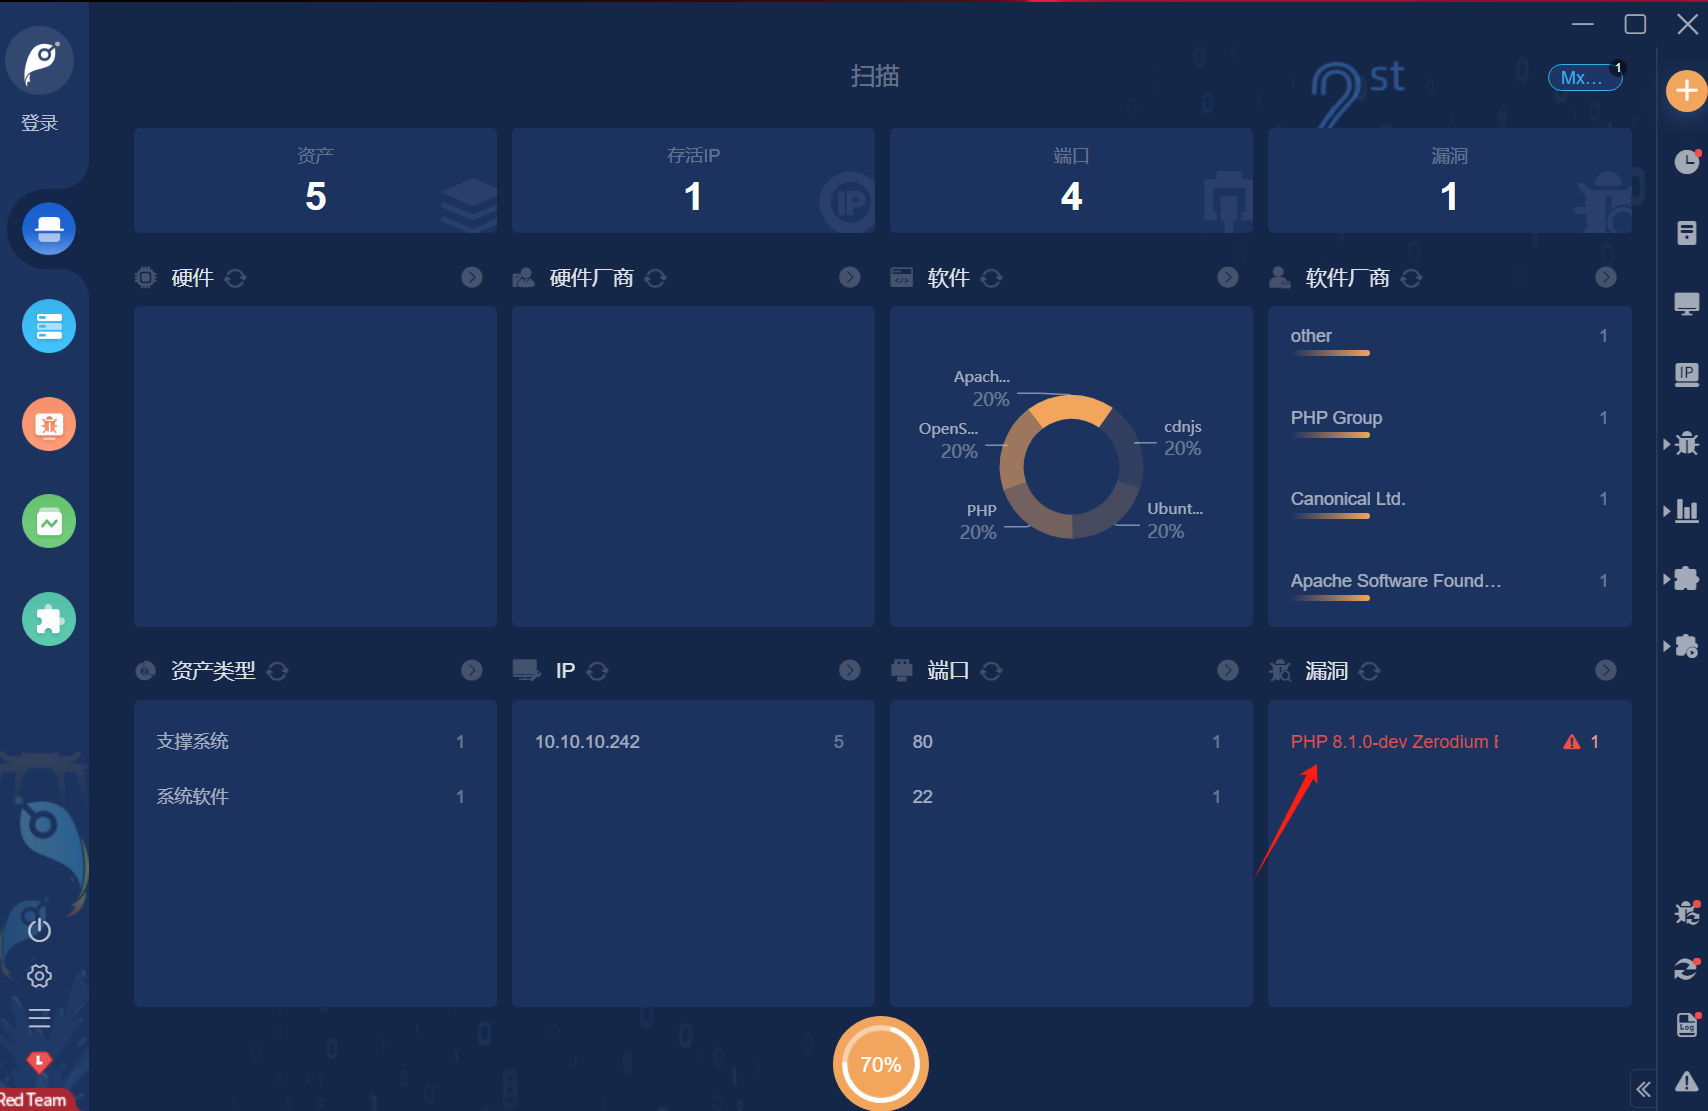 扫描
2st
Mx...
1
登录
资产
5
存活IP
1
IP
端口
4
漏洞
1
硬件
硬件厂商
软件
软件厂商
Apach...
20%
OpenS...
20%
PHP
20%
cdnjs
20%
Ubunt...
20%
other
1
PHP Group
1
Canonical Ltd.
1
Apache Software Found...
1
IP
资产类型
IP
端口
漏洞
支撑系统
1
系统软件
1
10.10.10.242
5
80
1
22
1
PHP 8.1.0-dev Zerodium
1
70%
Log
Red Team